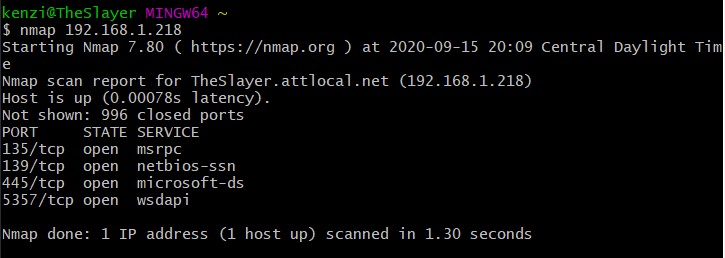 kenzi@TheSlayer MINGW64 ~
$ nmap 192.168.1.218
Starting Nmap 7.80 ( https://nmap.org ) at 2020-09-15 20:09 Central Daylight Tim
e
Nmap scan report for TheSlayer.attlocal.net (192.168.1.218)
Host is up (0.00078s latency).
Not shown: 996 closed ports
PORT     STATE SERVICE
135/tcp  open  msrpc
139/tcp  open  netbios-ssn
445/tcp  open  microsoft-ds
5357/tcp open  wsdapi

Nmap done: 1 IP address (1 host up) scanned in 1.30 seconds